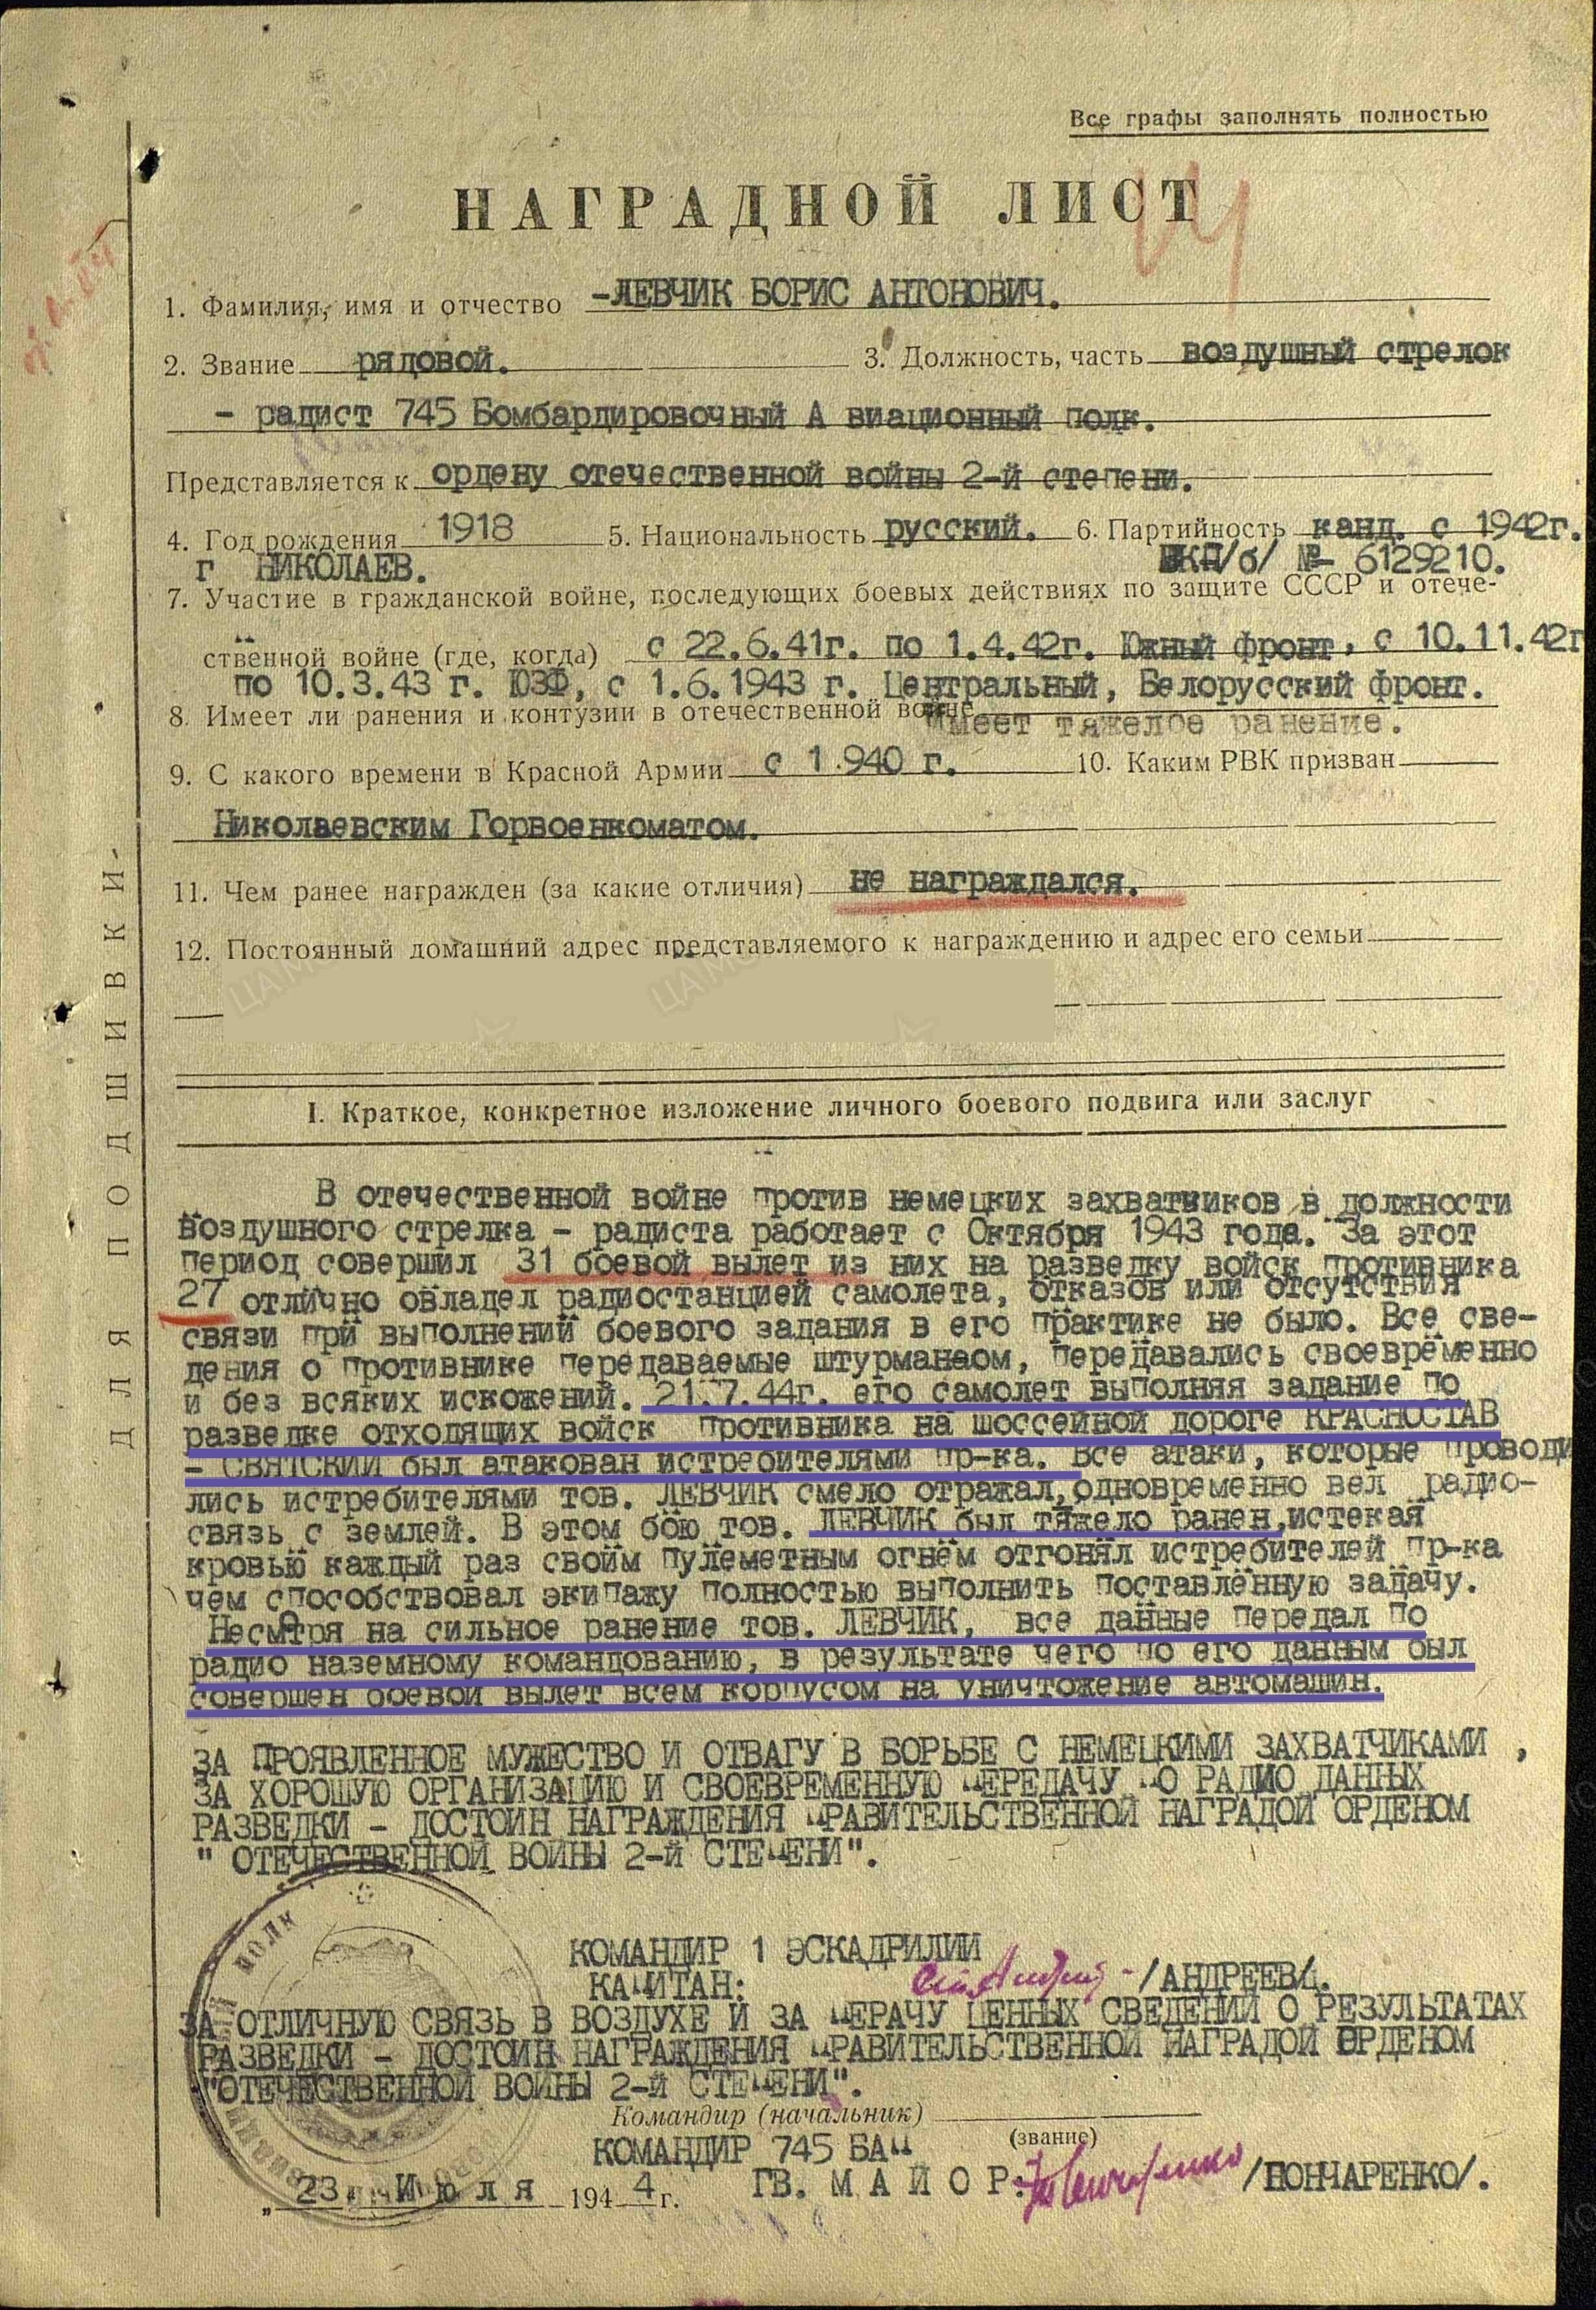 Все графы заполнять полностью
НАГРАДНОЙ ЛИСТ
1. Фамилия, имя и отчество -ЛЕВЧИК БОРИС АНТОНОВИЧ.
2. Звание рядовой. 3. Должность, часть воздушный стрелок
- радист 745 Бомбардировочный А виационный полк.
Представляется к ордену отечественной войны 2-й степени.
4. Год рождения 1918 5. Национальность русский. 6. Партийность канд. с 1942г.
г НИКОЛАЕВ. ВКП/б/ № 6129210.
7. Участие в гражданской войне, последующих боевых действиях по защите СССР и отече-
ственной войне (где, когда) с 22.6.41г. по 1.4.42г. Южный фронт, с 10.11.42г
по 10.3.43 г. ЮЗФ, с 1.6.1943 г. Центральный, Белорусский фронт.
8. Имеет ли ранения и контузии в отечественной войне имеет тяжелое ранение.
9. С какого времени в Красной Армии с 1.940 г. 10. Каким РВК призван
Николаевским Горвоенкоматом.
11. Чем ранее награжден (за какие отличия) не награждался.
12. Постоянный домашний адрес представляемого к награждению и адрес его семьи
ДЛЯ ПОДШИВКИ
I. Краткое, конкретное изложение личного боевого подвига или заслуг
В отечественной войне против немецких захватчиков в должности
воздушного стрелка - радиста работает с Октября 1943 года. За этот
период совершил 31 боевой вылет из них на разведку войск противника
27 отлично овладел радиостанцией самолета, отказов или отсутствия
связи при выполнений боевого задания в его практике не было. Все све-
дения о противнике передаваемые штурманаом, передавались своевременно
и без всяких искожений. 21.7.44г. его самолет выполняя задание по
разведке отходящих войск противника на шоссейной дороге КРАСНОСТАВ
- СВЯТСКИЙ был атакован истребителями пр-ка. Все атаки, которые проводи
лись истребителями тов. ЛЕВЧИК смело отражал, одновременно вел радио-
связь с землей. В этом бою тов. ЛЕВЧИК был тяжело ранен, истекая
кровью каждый раз своим пулеметным огнём отгонял истребителей пр-ка
чем способствовал экипажу полностью выполнить поставлённую задачу.
Несмотря на сильное ранение тов. ЛЕВЧИК, все данные передал по
радио наземному командованию, в результате чего по его данным был
совершен боевой вылет всем корпусом на уничтожение автомашин.
ЗА ПРОЯВЛЕННОЕ МУЖЕСТВО И ОТВАГУ В БОРЬБЕ С НЕМЕЦКИМИ ЗАХВАТЧИКАМИ ,
ЗА ХОРОШУЮ ОРГАНИЗАЦИЮ И СВОЕВРЕМЕННУЮ ПЕРЕДАЧУ ПО РАДИО ДАННЫХ
РАЗВЕДКИ - ДОСТОИН НАГРАЖДЕНИЯ ПРАВИТЕЛЬСТВЕННОЙ НАГРАДОЙ ОРДЕНОМ
" ОТЕЧЕСТВЕННОЙ ВОЙНЫ 2-й СТЕПЕНИ".
КОМАНДИР 1 ЭСКАДРИЛИИ
КАПИТАН: /АНДРЕЕВ/.
ЗА ОТЛИЧНУЮ СВЯЗЬ В ВОЗДУХЕ И ЗА ПЕРАЧУ ЦЕННЫХ СВЕДЕНИЙ О РЕЗУЛЬТАТАХ
РАЗВЕДКИ - ДОСТОИН НАГРАЖДЕНИЯ ПРАВИТЕЛЬСТВЕННОЙ НАГРАДОЙ ОРДЕНОМ
"ОТЕЧЕСТВЕННОЙ ВОЙНЫ 2-й СТЕПЕНИ".
Командир (начальник)
(звание)
КОМАНДИР 745 БАП
ГВ. М А Й О Р: /ПОНЧАРЕНКО/.
„ 23„ И ю л я 1944 г.